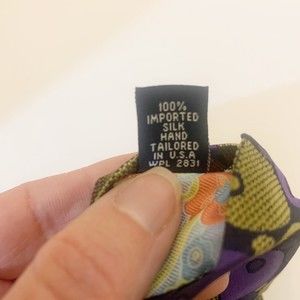 100%
IMPORTED
SILK
HAND
TAILORED
IN U.S.A
WPL 2831